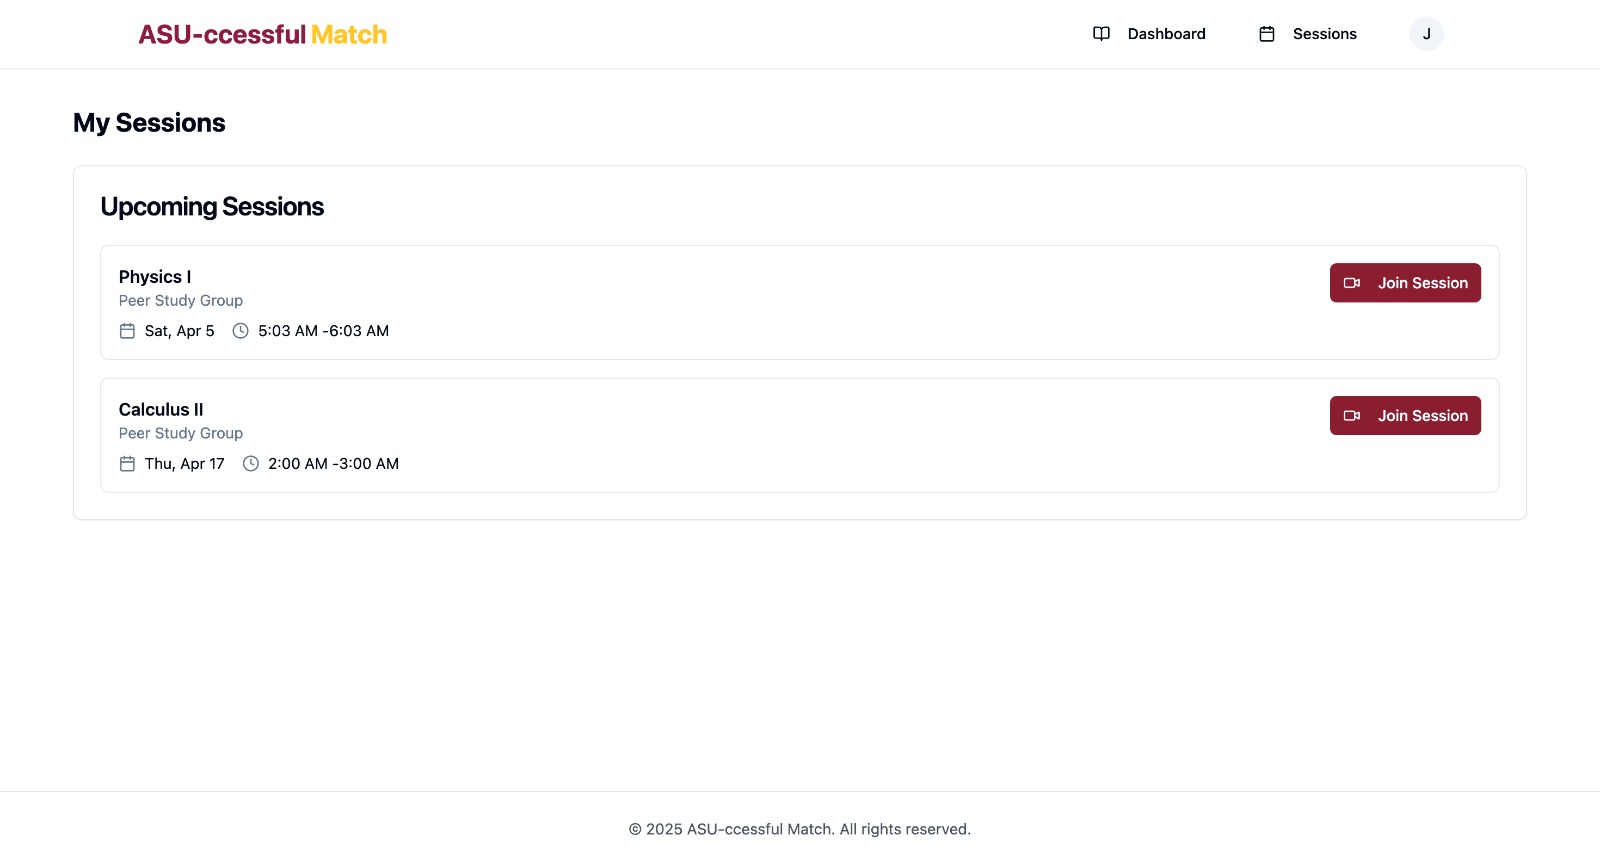 ASU-ccessful Match
Dashboard
Sessions
J
My Sessions
Upcoming Sessions
Physics I
Join Session
Peer Study Group
Sat, Apr 5
5:03 AM -6:03 AM
Calculus II
Join Session
Peer Study Group
Thu, Apr 17
2:00 AM -3:00 AM
© 2025 ASU-ccessful Match. All rights reserved.